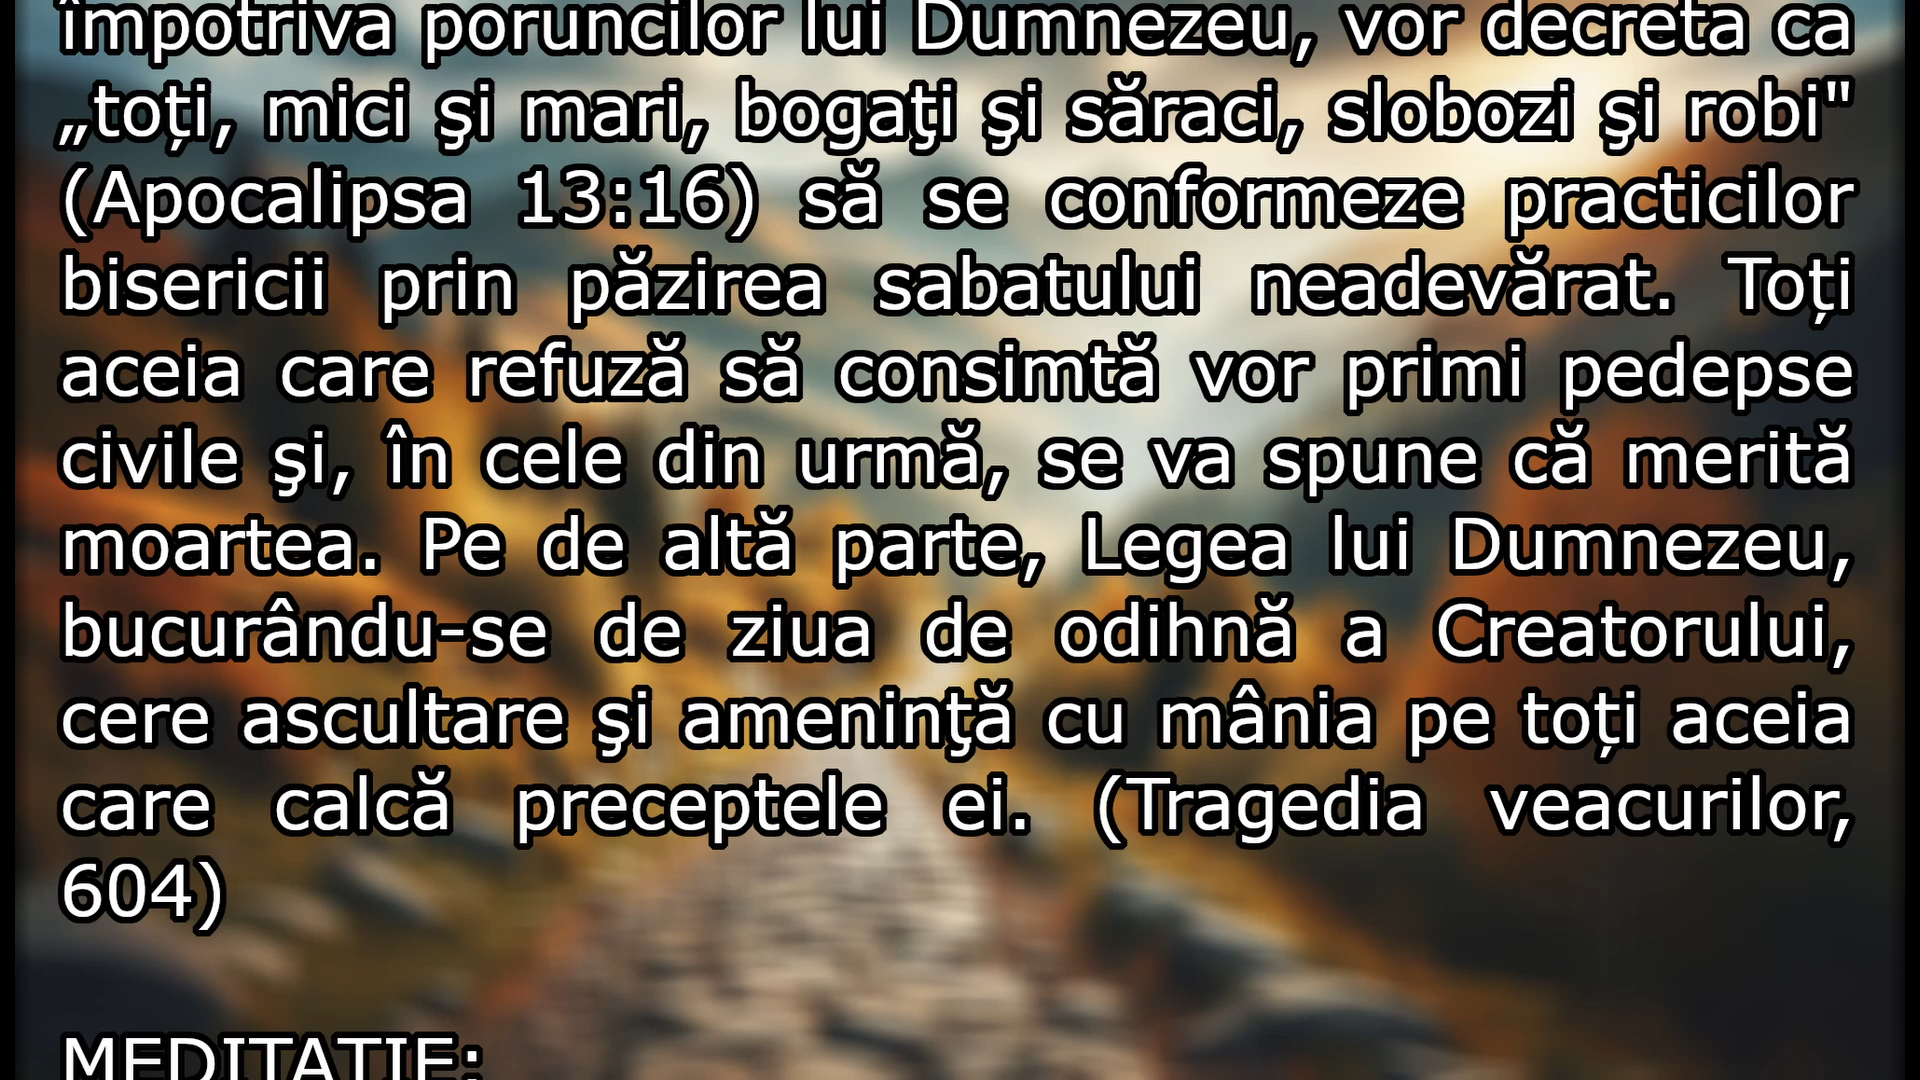 împotriva poruncilor lui Dumnezeu, vor decreta ca
„toți, mici şi mari, bogaţi şi săraci, slobozi şi robi"
(Apocalipsa 13:16) să se conformeze practicilor
bisericii prin păzirea sabatului neadevărat. Toți
aceia care refuză să consimtă vor primi pedepse
civile şi, în cele din urmă, se va spune că merită
moartea. Pe de altă parte, Legea lui Dumnezeu,
bucurându-se de ziua de odihnă a Creatorului,
cere ascultare şi ameninţă cu mânia pe toți aceia
care calcă preceptele ei. (Tragedia veacurilor,
604)
MEDITATIE: